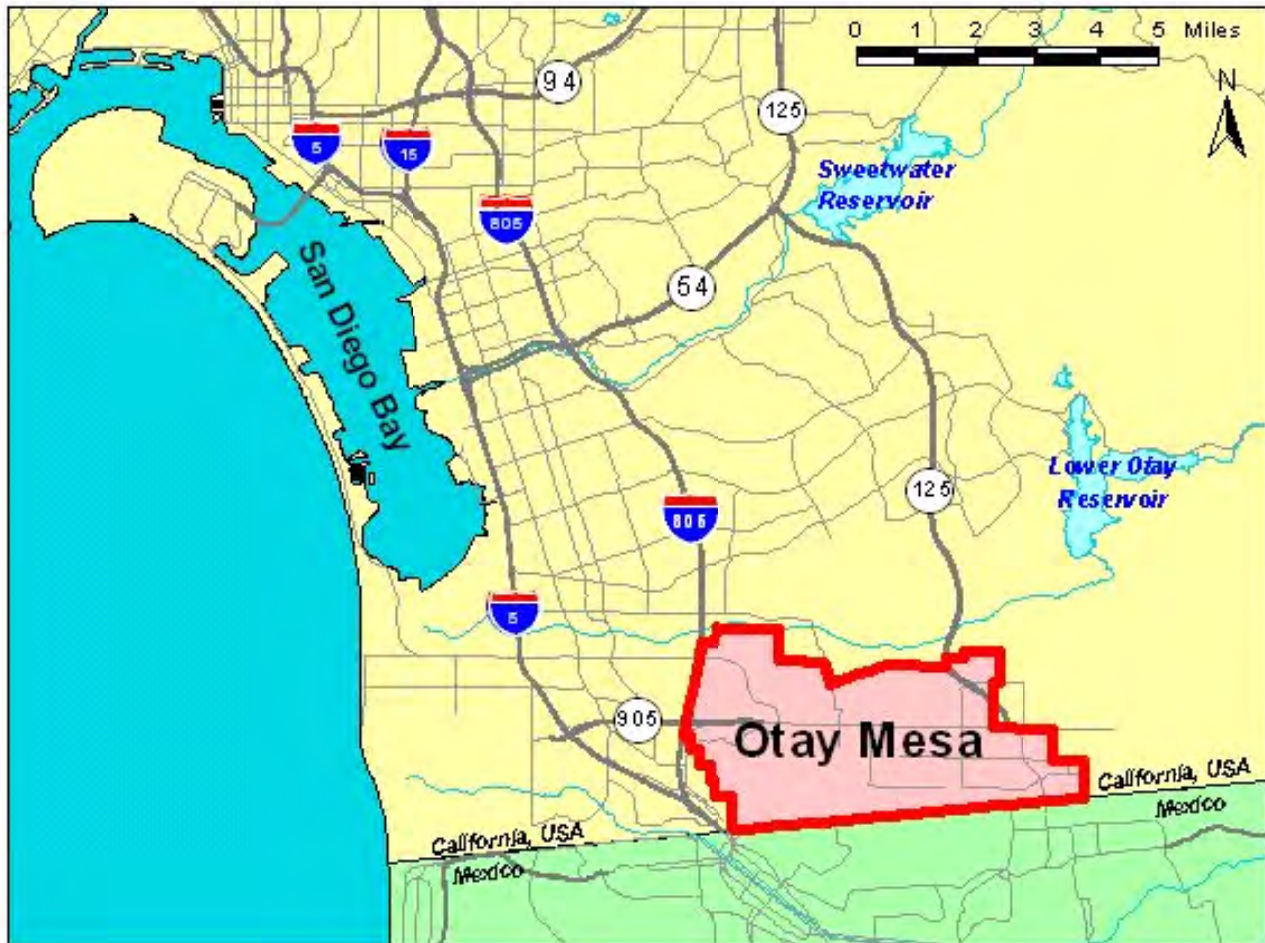 0 1 2 3 4 5 Miles
N
94
125
5
15
Sweetwater
Reservoir
805
San Diego Bay
54
Lower Otay
Reservoir
125
805
5
905
Otay Mesa
California, USA
Mexico
California, USA
Mexico